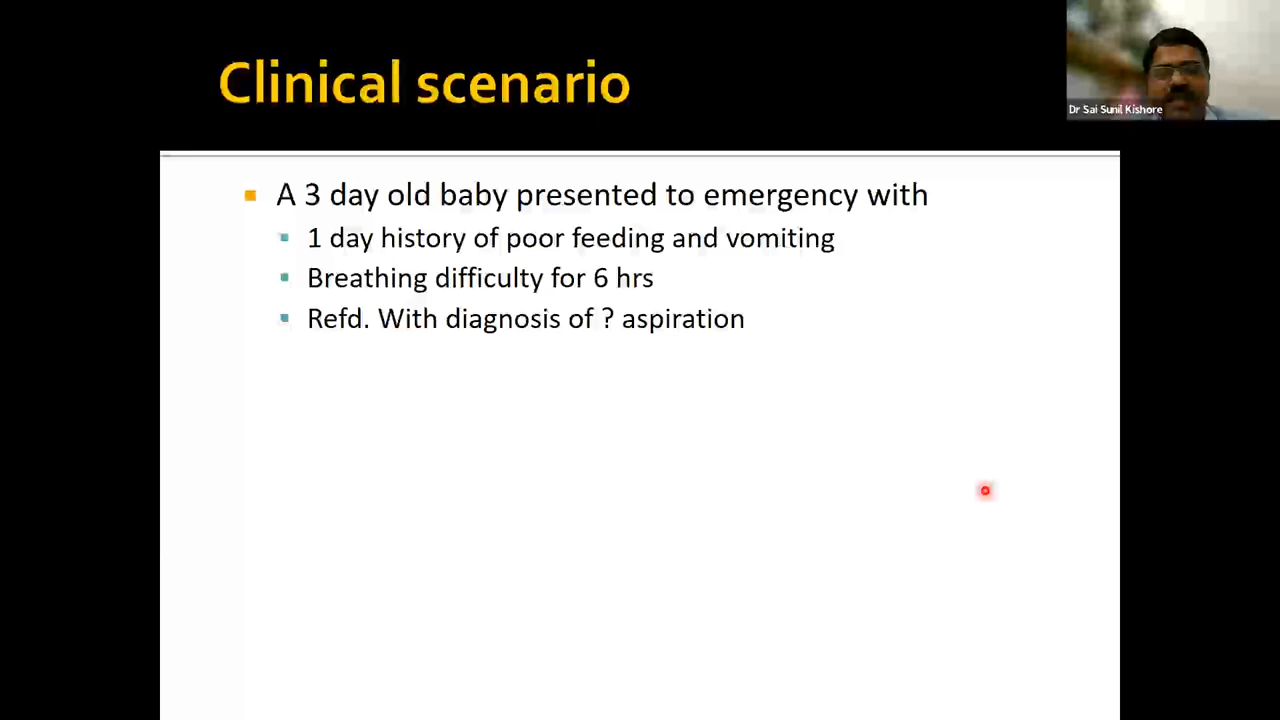 Clinical scenario
Dr Sai Sunil Kishore
A 3 day old baby presented to emergency with
1 day history of poor feeding and vomiting
Breathing difficulty for 6 hrs
Refd. With diagnosis of ? aspiration